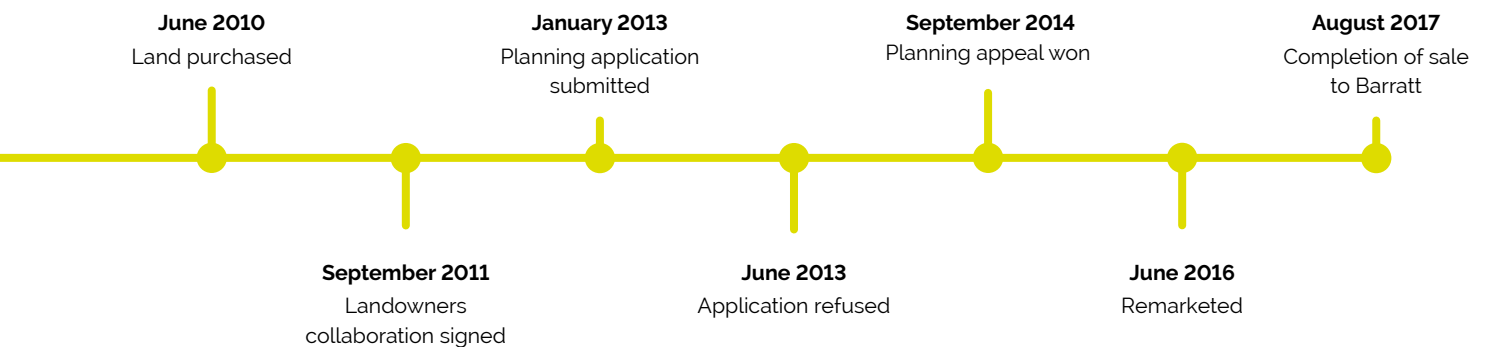 June 2010
Land purchased
September 2011
Landowners
collaboration signed
January 2013
Planning application
submitted
June 2013
Application refused
September 2014
Planning appeal won
June 2016
Remarketed
August 2017
Completion of sale
to Barratt